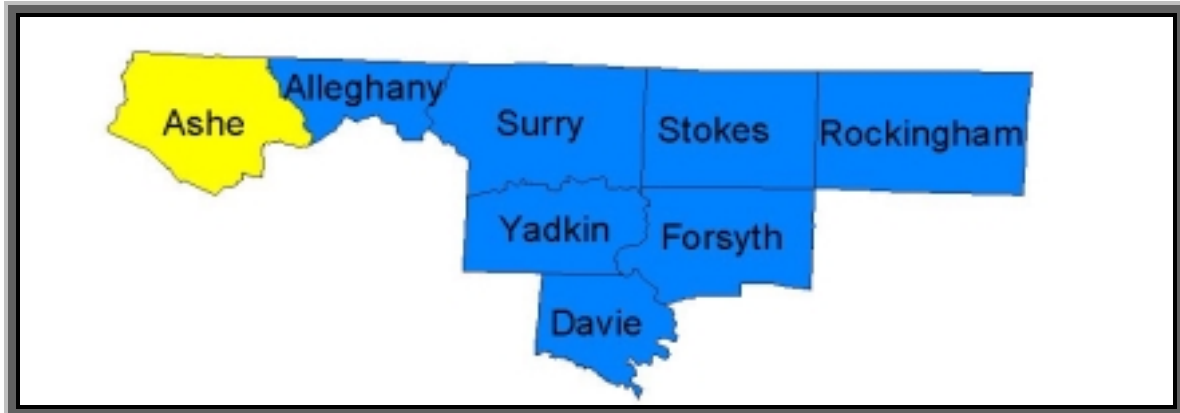 Ashe
Alleghany
Surry
Stokes
Rockingham
Yadkin
Forsyth
Davie